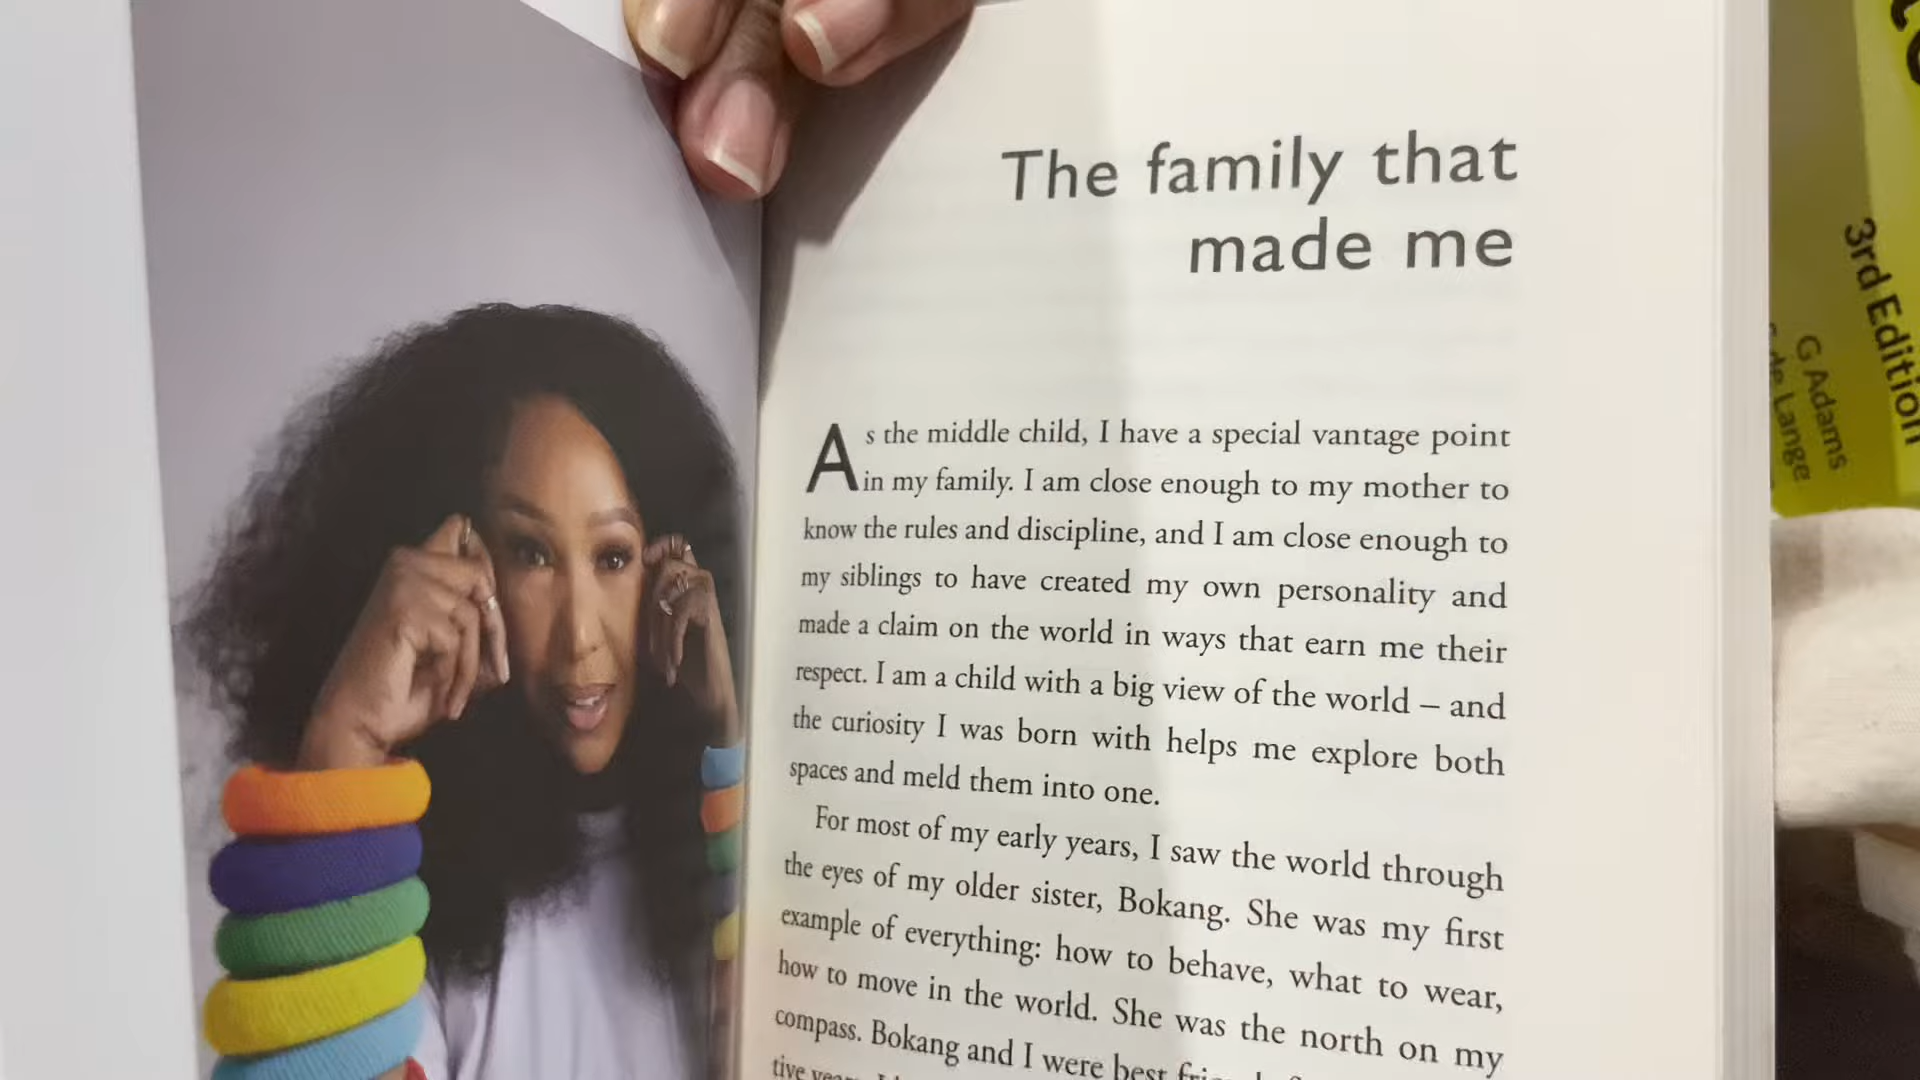 The family that
made me
As the middle child, I have a special vantage point
in my family. I am close enough to my mother to
know the rules and discipline, and I am close enough to
my siblings to have created my own personality and
made a claim on the world in ways that earn me their
respect. I am a child with a big view of the world – and
the curiosity I was born with helps me explore both
spaces and meld them into one.
For most of my early years, I saw the world through
the eyes of my older sister, Bokang. She was my first
example of everything: how to behave, what to wear,
how to move in the world. She was the north on my
compass. Bokang and I were best
3rd Edition
G Adams
de Lange